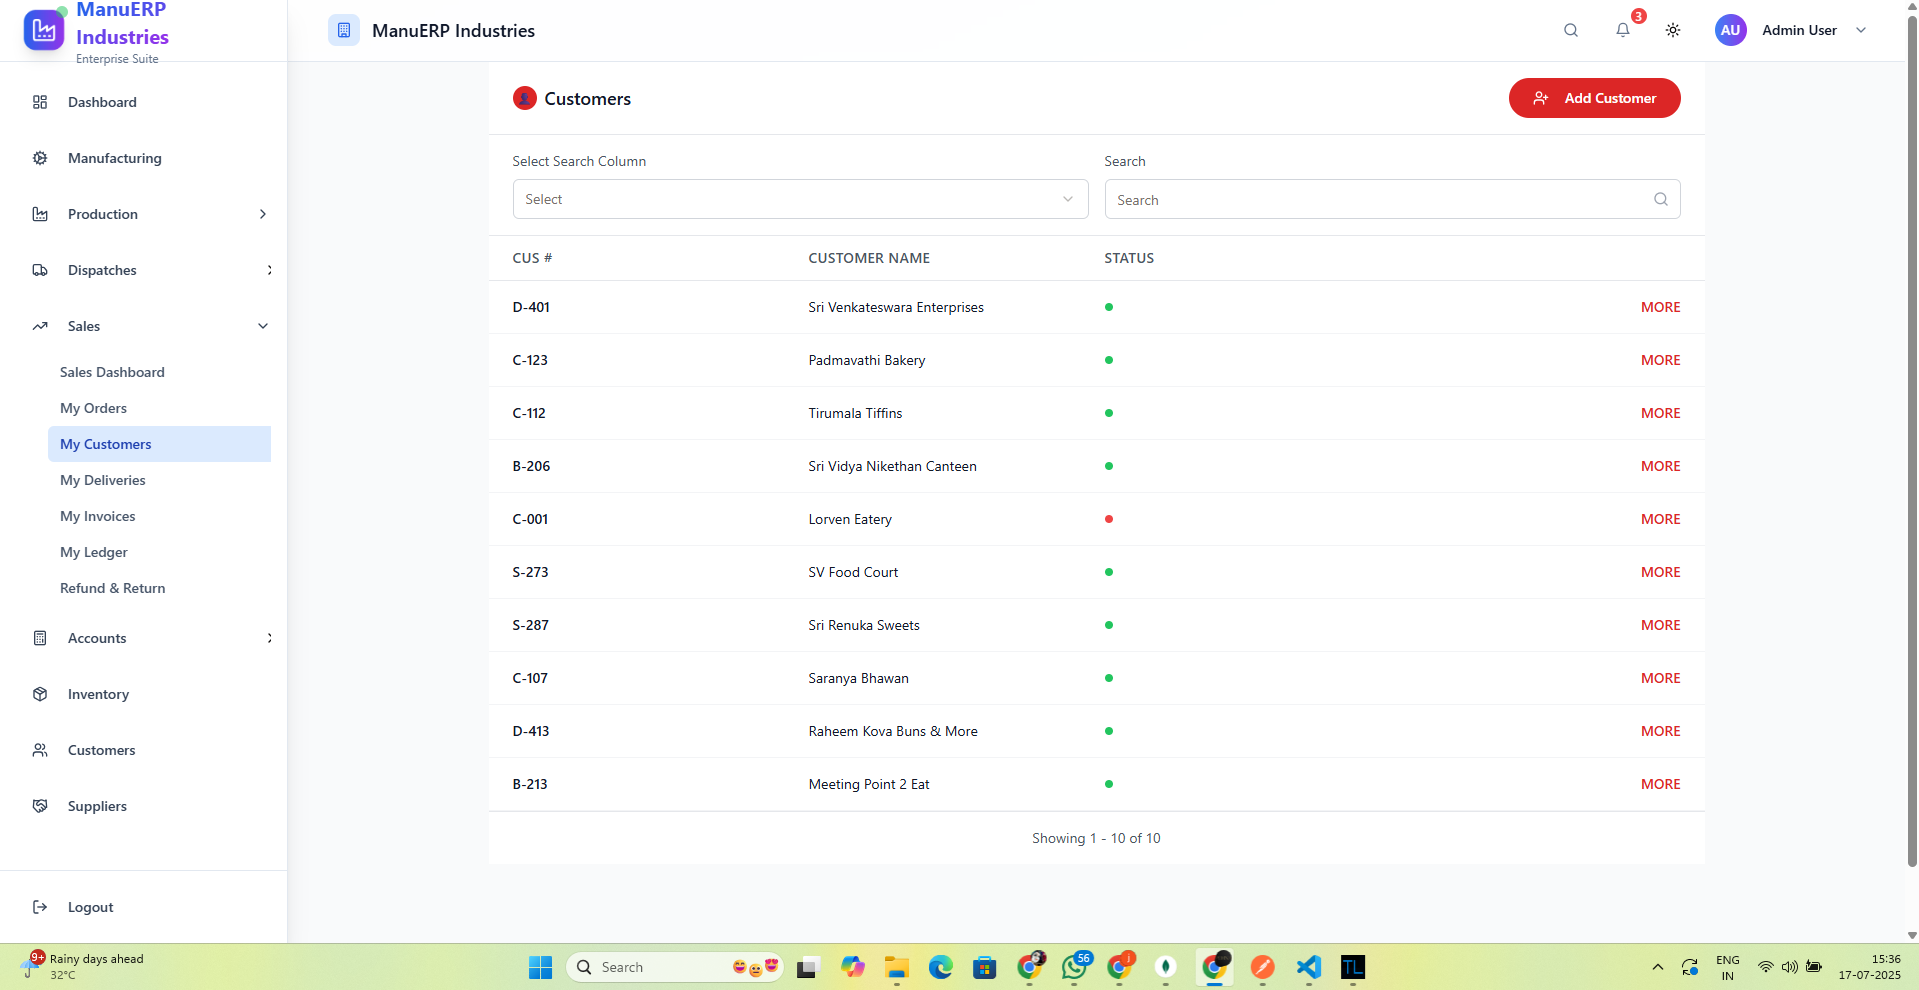 ManuERP
Industries
Enterprise Suite
Dashboard
Manufacturing
Production
Dispatches
Sales
Sales Dashboard
My Orders
My Customers
My Deliveries
My Invoices
My Ledger
Refund & Return
Accounts
Inventory
Customers
Suppliers
Logout
ManuERP Industries
3
AU Admin User
Customers
Add Customer
Select Search Column
Search
Select
Search
CUS # CUSTOMER NAME STATUS
D-401 Sri Venkateswara Enterprises MORE
C-123 Padmavathi Bakery MORE
C-112 Tirumala Tiffins MORE
B-206 Sri Vidya Nikethan Canteen MORE
C-001 Lorven Eatery MORE
S-273 SV Food Court MORE
S-287 Sri Renuka Sweets MORE
C-107 Saranya Bhawan MORE
D-413 Raheem Kova Buns & More MORE
B-213 Meeting Point 2 Eat MORE
Showing 1 - 10 of 10
9+
Rainy days ahead
32°C
Search
56
j
TL
ENG
IN
15:36
17-07-2025